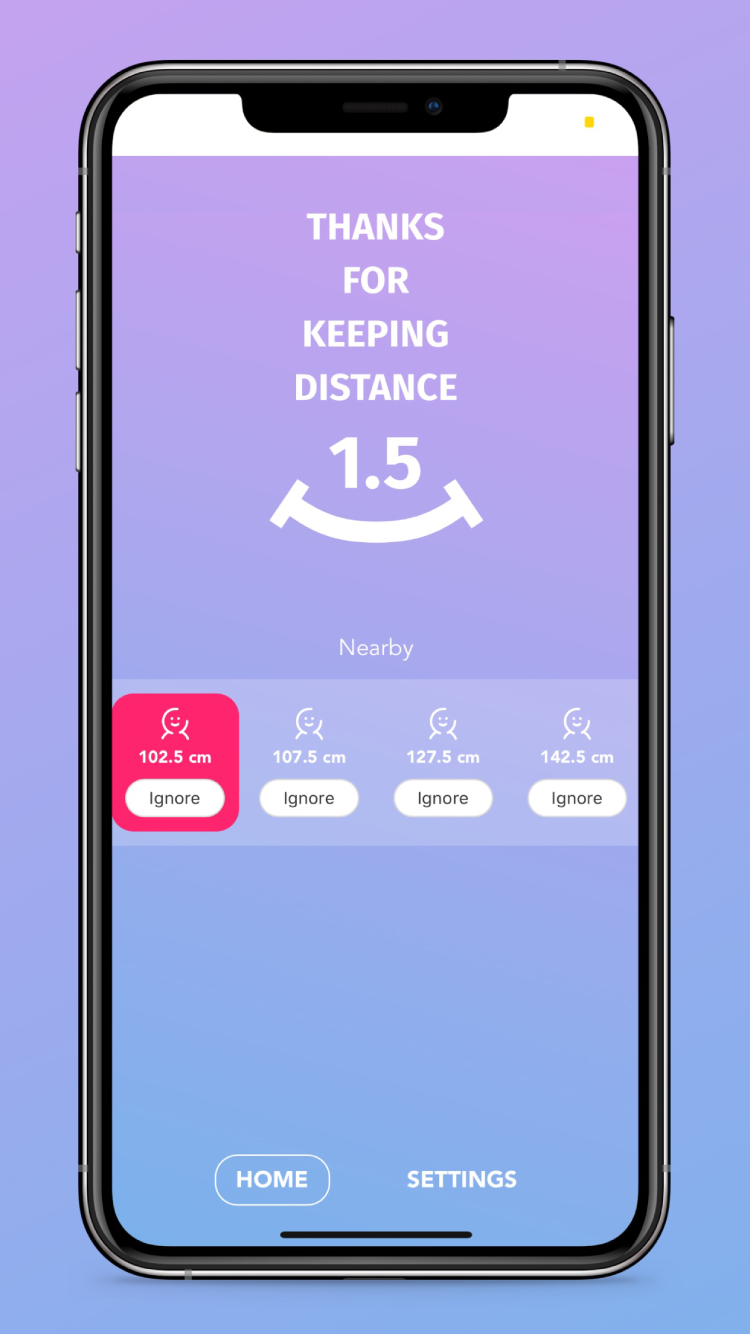 THANKS
FOR
KEEPING
DISTANCE
1.5
Nearby
102.5 cm 107.5 cm 127.5 cm 142.5 cm
Ignore Ignore Ignore Ignore
HOME SETTINGS